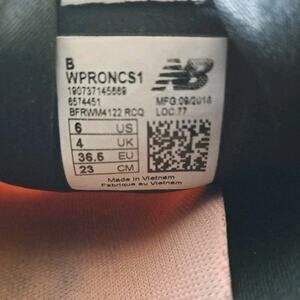 B
WPRONCS1
190737145669
6574451
MFG:09/2018
BFRWM4122 RCQ
LOC:77
6 US
4 UK
36.5 EU
23 CM
Made in Vietnam
Fabrique au Vietnam